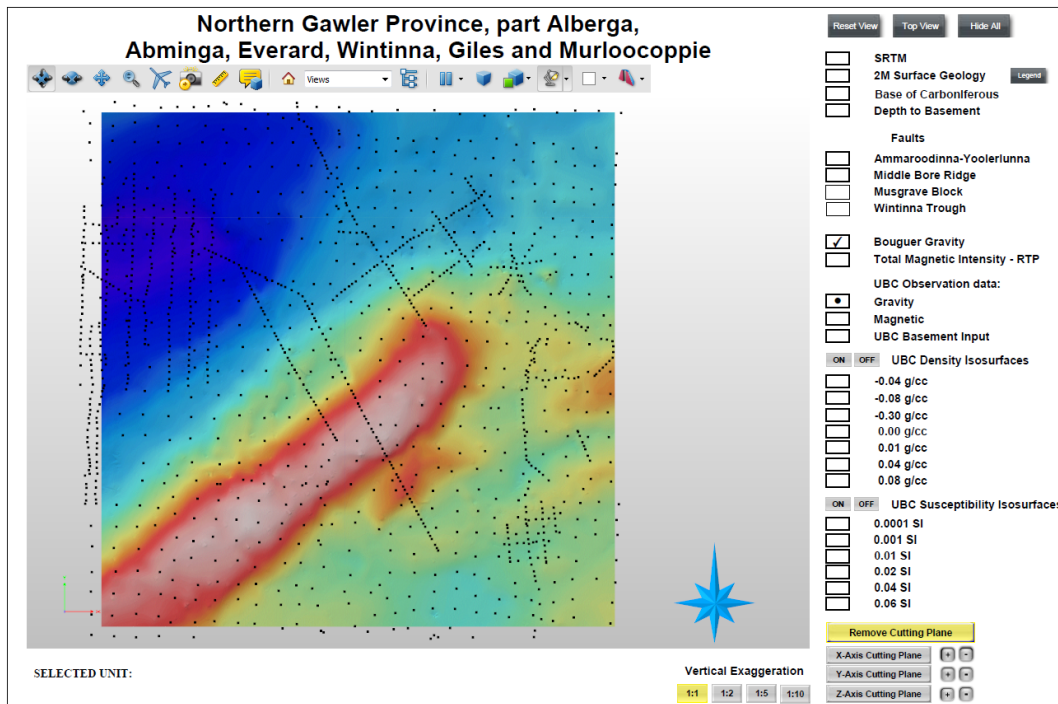 Northern Gawler Province, part Alberga,
Abminga, Everard, Wintinna, Giles and Murloocoppie
Views
Reset View
Top View
Hide All
SRTM
2M Surface Geology
Legend
Base of Carboniferous
Depth to Basement
Faults
Ammaroodinna-Yoolerlunna
Middle Bore Ridge
Musgrave Block
Wintinna Trough
Bouguer Gravity
Total Magnetic Intensity - RTP
UBC Observation data:
Gravity
Magnetic
UBC Basement Input
ON OFF UBC Density Isosurfaces
-0.04 g/cc
-0.08 g/cc
-0.30 g/cc
0.00 g/cc
0.01 g/cc
0.04 g/cc
0.08 g/cc
ON OFF UBC Susceptibility Isosurfaces
0.0001 SI
0.001 SI
0.01 SI
0.02 SI
0.04 SI
0.06 SI
Remove Cutting Plane
X-Axis Cutting Plane + -
Y-Axis Cutting Plane + -
Z-Axis Cutting Plane + -
SELECTED UNIT:
Vertical Exaggeration
1:1 1:2 1:5 1:10